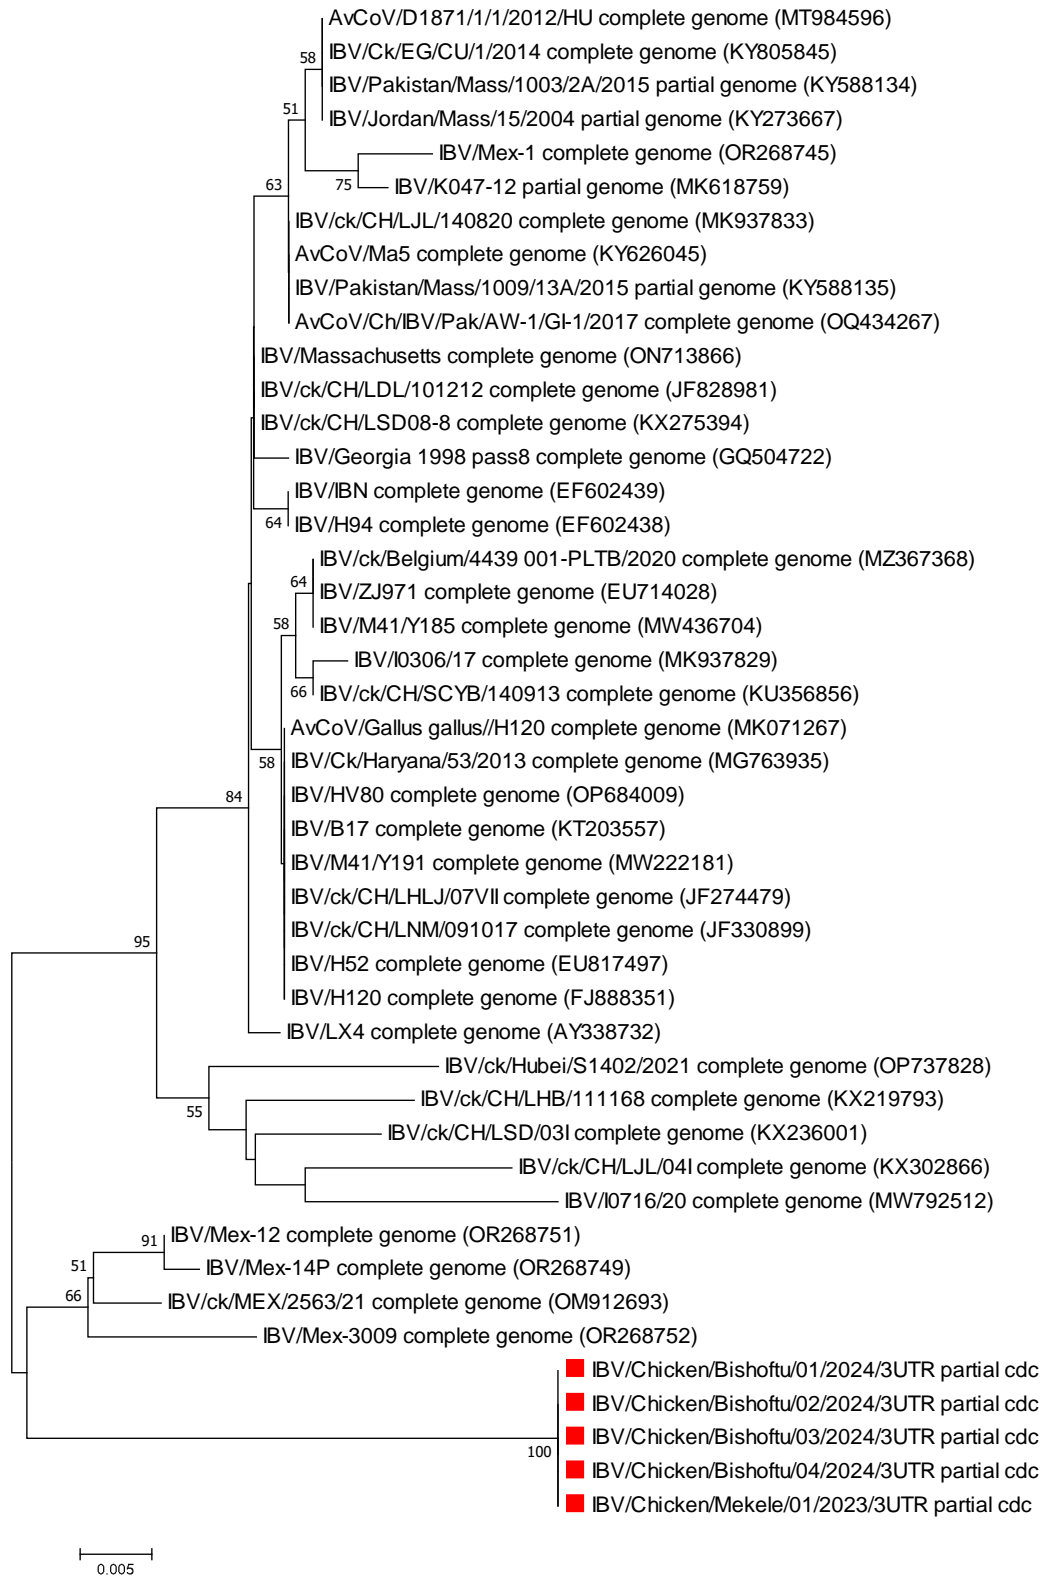 AvCoV/D1871/1/1/2012/HU complete genome (MT984596)
IBV/Ck/EG/CU/1/2014 complete genome (KY805845)
58
IBV/Pakistan/Mass/1003/2A/2015 partial genome (KY588134)
51
IBV/Jordan/Mass/15/2004 partial genome (KY273667)
IBV/Mex-1 complete genome (OR268745)
75
IBV/K047-12 partial genome (MK618759)
63
IBV/ck/CH/LJL/140820 complete genome (MK937833)
AvCoV/Ma5 complete genome (KY626045)
IBV/Pakistan/Mass/1009/13A/2015 partial genome (KY588135)
AvCoV/Ch/IBV/Pak/AW-1/GI-1/2017 complete genome (OQ434267)
IBV/Massachusetts complete genome (ON713866)
IBV/ck/CH/LDL/101212 complete genome (JF828981)
IBV/ck/CH/LSD08-8 complete genome (KX275394)
IBV/Georgia 1998 pass8 complete genome (GQ504722)
IBV/IBN complete genome (EF602439)
64
IBV/H94 complete genome (EF602438)
IBV/ck/Belgium/4439 001-PLTB/2020 complete genome (MZ367368)
64
IBV/ZJ971 complete genome (EU714028)
58
IBV/M41/Y185 complete genome (MW436704)
IBV/I0306/17 complete genome (MK937829)
66
IBV/ck/CH/SCYB/140913 complete genome (KU356856)
AvCoV/Gallus gallus//H120 complete genome (MK071267)
58
IBV/Ck/Haryana/53/2013 complete genome (MG763935)
84
IBV/HV80 complete genome (OP684009)
IBV/B17 complete genome (KT203557)
IBV/M41/Y191 complete genome (MW222181)
IBV/ck/CH/LHLJ/07VII complete genome (JF274479)
IBV/ck/CH/LNM/091017 complete genome (JF330899)
95
IBV/H52 complete genome (EU817497)
IBV/H120 complete genome (FJ888351)
IBV/LX4 complete genome (AY338732)
IBV/ck/Hubei/S1402/2021 complete genome (OP737828)
55
IBV/ck/CH/LHB/111168 complete genome (KX219793)
IBV/ck/CH/LSD/03I complete genome (KX236001)
IBV/ck/CH/LJL/04I complete genome (KX302866)
IBV/I0716/20 complete genome (MW792512)
91
IBV/Mex-12 complete genome (OR268751)
51
IBV/Mex-14P complete genome (OR268749)
66
IBV/ck/MEX/2563/21 complete genome (OM912693)
IBV/Mex-3009 complete genome (OR268752)
IBV/Chicken/Bishoftu/01/2024/3UTR partial cdc
IBV/Chicken/Bishoftu/02/2024/3UTR partial cdc
IBV/Chicken/Bishoftu/03/2024/3UTR partial cdc
100
IBV/Chicken/Bishoftu/04/2024/3UTR partial cdc
IBV/Chicken/Mekele/01/2023/3UTR partial cdc
0.005